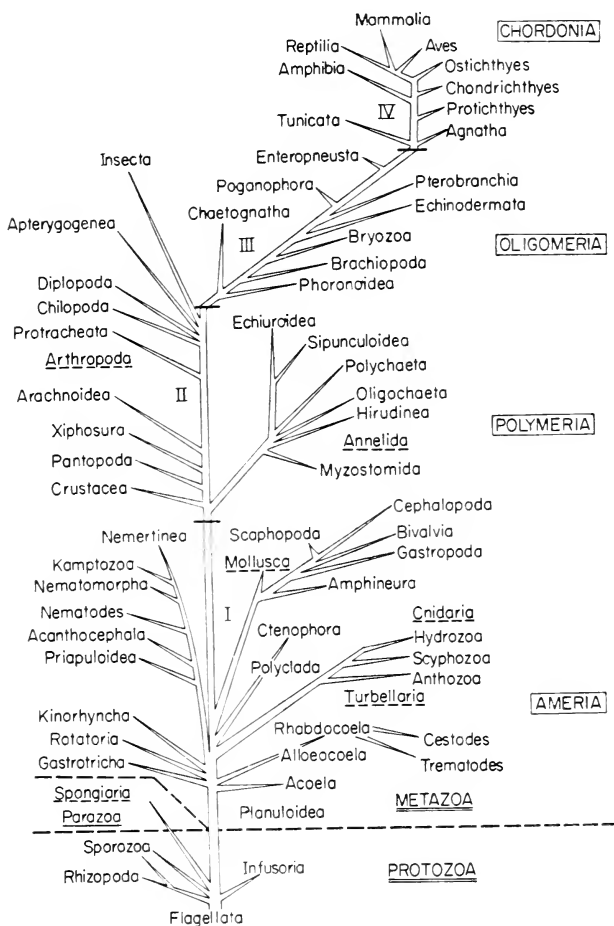 Mammalia
CHORDONIA
Reptilia
Aves
Amphibia
Ostichthyes
Chondrichthyes
IV
Protichthyes
Tunicata
Agnatha
Enteropneusta
Insecta
Poganophora
Pterobranchia
Chaetognatha
Echinodermata
Apterygogenea
III
Bryozoa
OLIGOMERIA
Brachiopoda
Diplopoda
Phoronoidea
Chilopoda
Echiuroidea
Protracheata
Sipunculoidea
Arthropoda
Polychaeta
II
Arachnoidea
Oligochaeta
Hirudinea
Xiphosura
Annelida
POLYMERIA
Pantopoda
Myzostomida
Crustacea
Cephalopoda
Nemertinea
Scaphopoda
Bivalvia
Kamptozoa
Mollusca
Gastropoda
Nematomorpha
Amphineura
Nematodes
I
Cnidaria
Ctenophora
Acanthocephala
Hydrozoa
Priapuloidea
Polyclada
Scyphozoa
Anthozoa
Turbellaria
AMERIA
Kinorhyncha
Rhabdocoela
Rotatoria
Cestodes
Alloeocoela
Gastrotricha
Trematodes
Acoela
Spongiaria
METAZOA
Parazoa
Planuloidea
Sporozoa
Infusoria
PROTOZOA
Rhizopoda
Flagellata